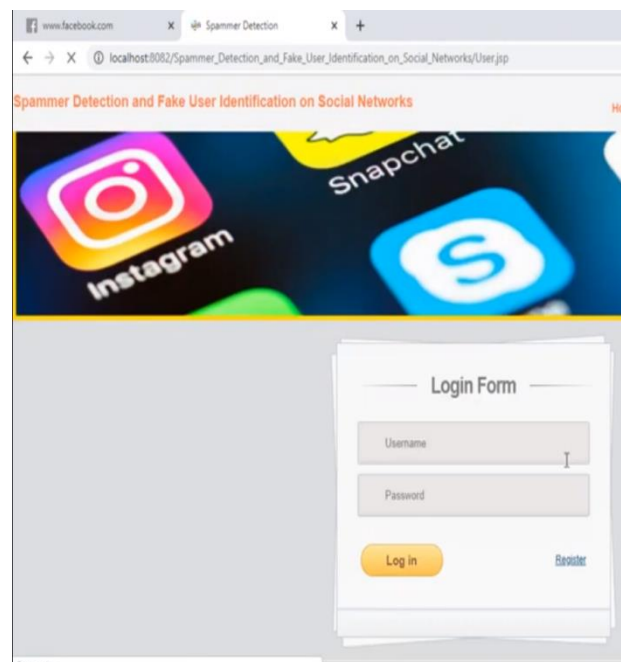 www.facebook.com
Spammer Detection
localhost:8082/Spammer_Detection_and_Fake_User_Identification_on_Social_Networks/User.jsp
Spammer Detection and Fake User Identification on Social Networks
Snapchat
Instagram
Login Form
Username
Password
Log in
Register